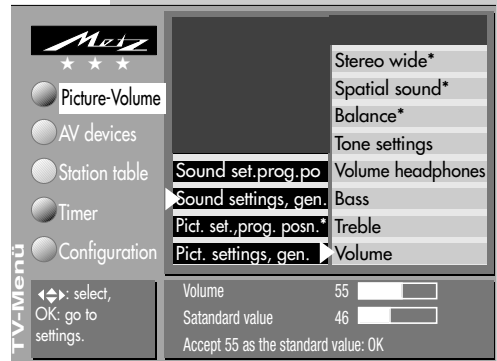 Metz
Picture-Volume
AV devices
Station table
Timer
Configuration
TV-Menü
Sound set.prog.po
Sound settings, gen.
Pict. set.,prog. posn.*
Pict. settings, gen.
Stereo wide*
Spatial sound*
Balance*
Tone settings
Volume headphones
Bass
Treble
Volume
: select,
OK: go to
settings.
Volume 55
Satandard value 46
Accept 55 as the standard value: OK